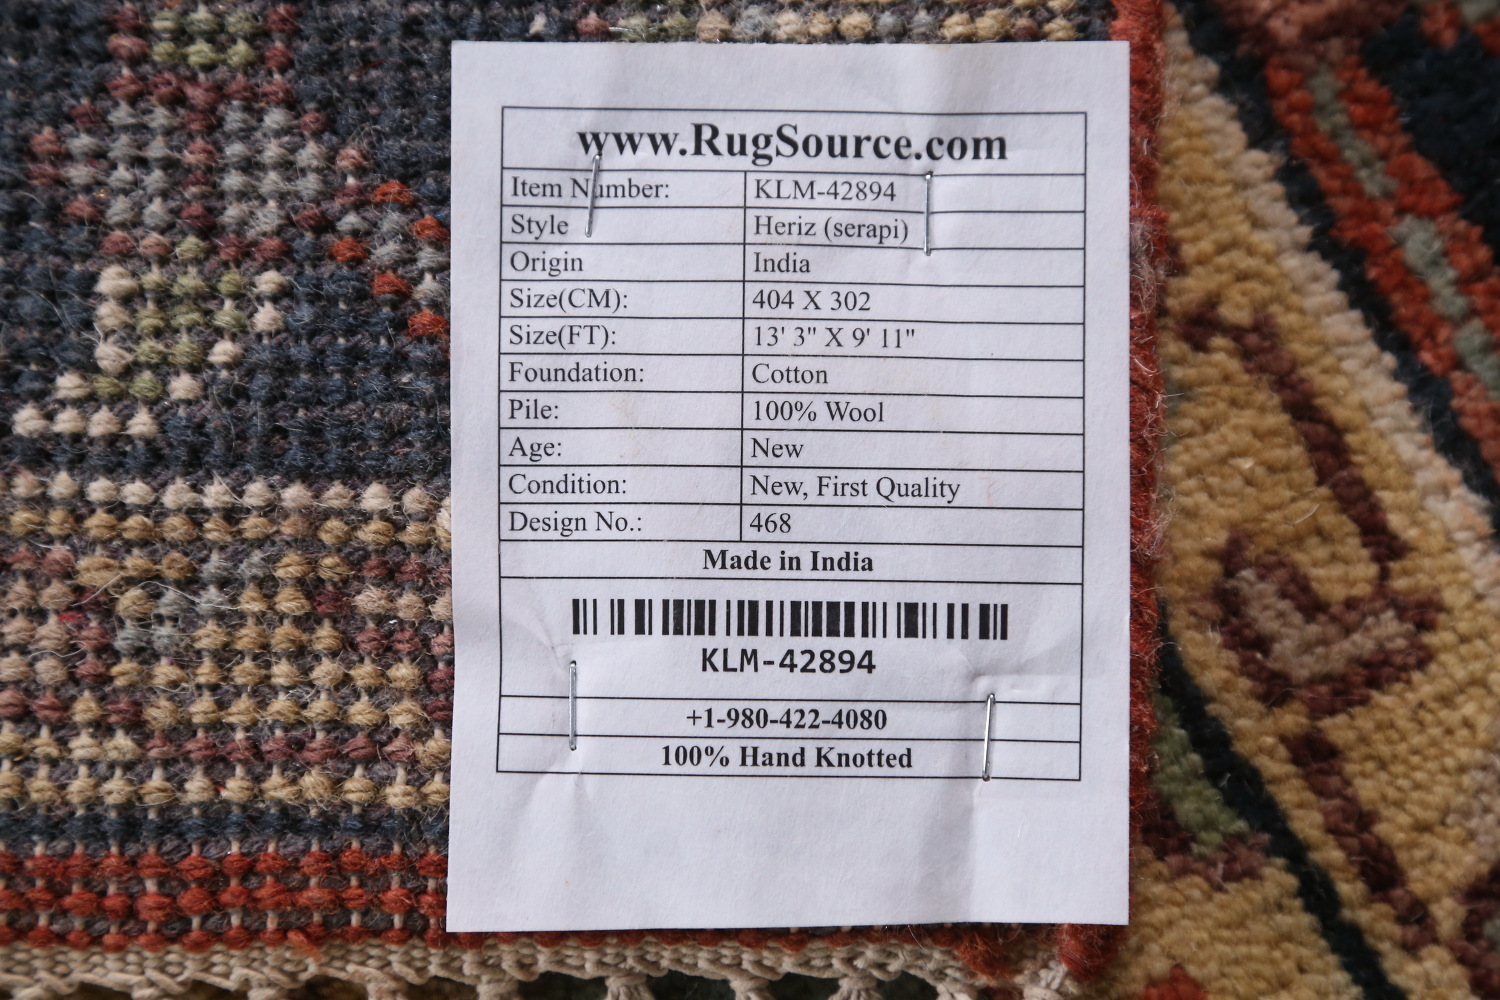 www.RugSource.com
Item Number: KLM-42894
Style Heriz (serapi)
Origin India
Size(CM): 404 X 302
Size(FT): 13' 3" X 9' 11"
Foundation: Cotton
Pile: 100% Wool
Age: New
Condition: New, First Quality
Design No.: 468
Made in India
KLM-42894
+1-980-422-4080
100% Hand Knotted